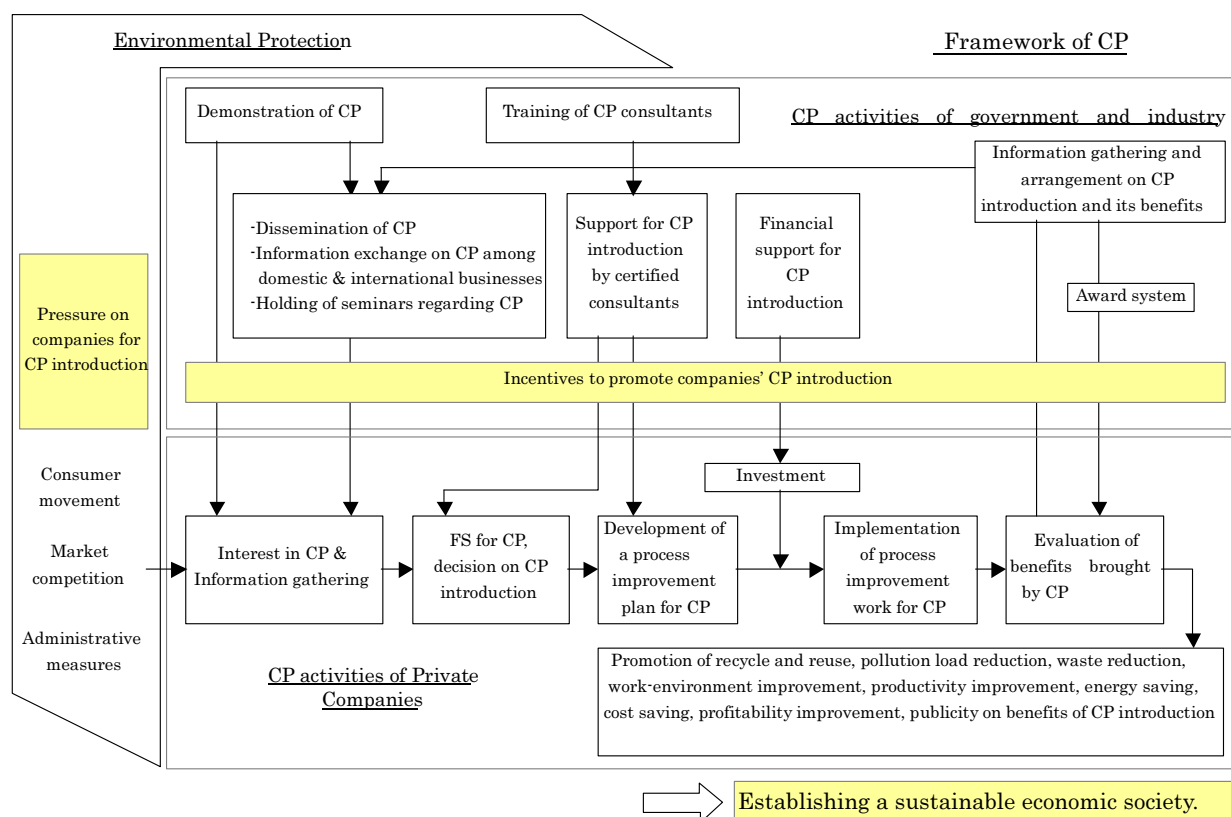 Environmental Protection
Framework of CP
Demonstration of CP
Training of CP consultants
CP activities of government and industry
Information gathering and
arrangement on CP
introduction and its benefits
-Dissemination of CP
-Information exchange on CP among
domestic & international businesses
-Holding of seminars regarding CP
Support for CP
introduction
by certified
consultants
Financial
support for
CP
introduction
Award system
Pressure on
companies for
CP introduction
Incentives to promote companies’ CP introduction
Consumer
movement
Market
competition
Administrative
measures
Investment
Interest in CP &
Information gathering
FS for CP,
decision on CP
introduction
Development of
a process
improvement
plan for CP
Implementation
of process
improvement
work for CP
Evaluation of
benefits brought
by CP
CP activities of Private
Companies
Promotion of recycle and reuse, pollution load reduction, waste reduction,
work-environment improvement, productivity improvement, energy saving,
cost saving, profitability improvement, publicity on benefits of CP introduction
Establishing a sustainable economic society.